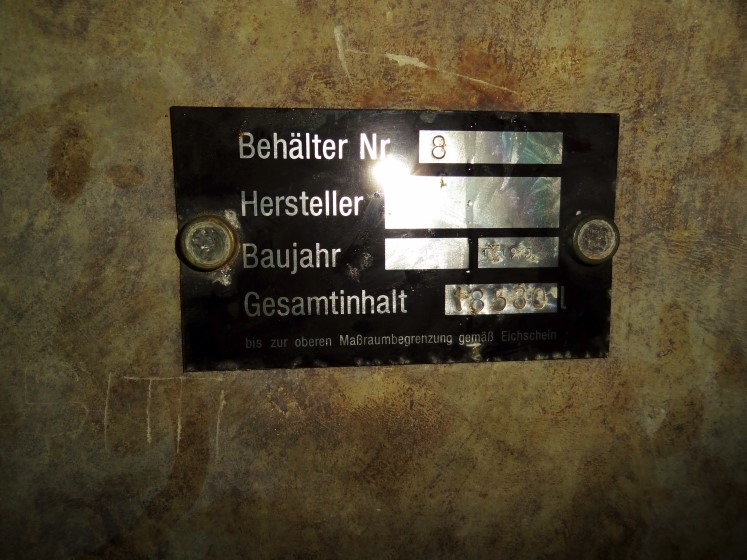 Behälter Nr. 8
Hersteller
Baujahr
Gesamtinhalt l
bis zur oberen Maßraumbegrenzung gemäß Eichschein